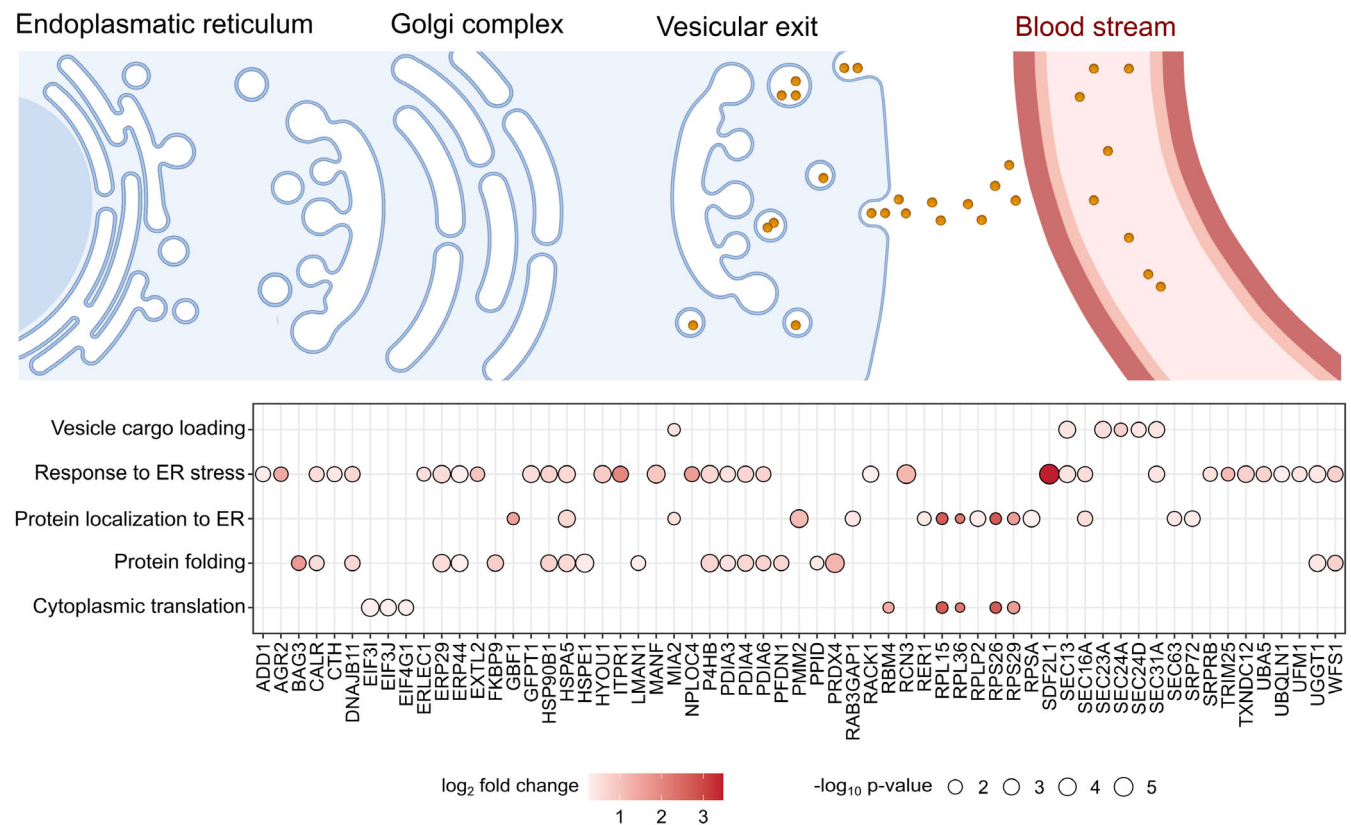 Endoplasmatic reticulum Golgi complex Vesicular exit Blood stream
Vesicle cargo loading
Response to ER stress
Protein localization to ER
Protein folding
Cytoplasmic translation
ADD1
AGR2
BAG3
CALR
CTH
DNAJB11
EIF3I
EIF3J
EIF4G1
ERLEC1
ERP29
ERP44
EXTL2
FKBP9
GBF1
GFPT1
HSP90B1
HSPA5
HSPE1
HYOU1
ITPR1
LMAN1
MANF
MIA2
NPLOC4
P4HB
PDIA3
PDIA4
PDIA6
PFDN1
PMM2
PPID
PRDX4
RAB3GAP1
RACK1
RBM4
RCN3
RER1
RPL15
RPL36
RPLP2
RPS26
RPS29
RPSA
SDF2L1
SEC13
SEC16A
SEC23A
SEC24A
SEC24D
SEC31A
SEC63
SRP72
SRPRB
TRIM25
TXNDC12
UBA5
UBQLN1
UFM1
UGGT1
WFS1
log2 fold change
1 2 3
-log10 p-value 2 3 4 5